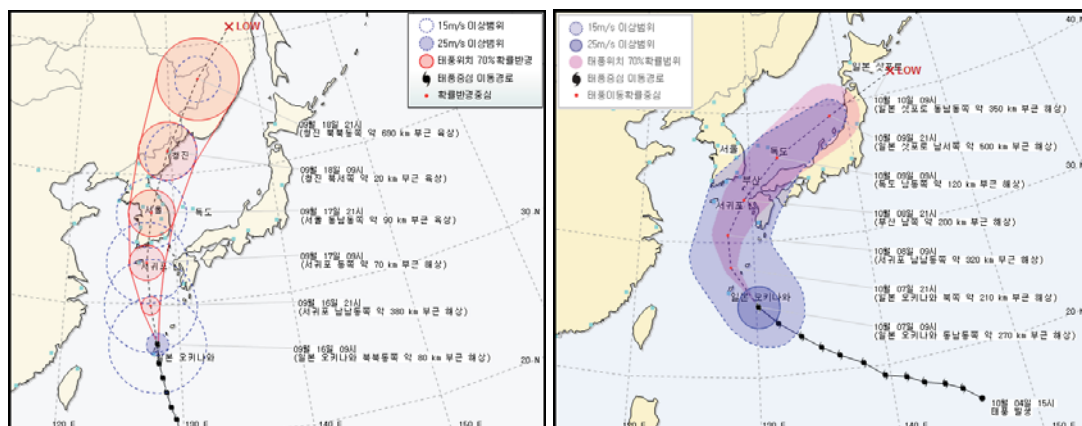 LOW
15m/s 이상범위
25m/s 이상범위
태풍위치 70%확률반경
태풍중심 이동경로
확률반경중심
09월 18일 21시
(청진 북북동쪽 약 690 km 부근 육상)
청진
09월 18일 09시
(청진 북서쪽 약 20 km 부근 육상)
서울
독도
09월 17일 21시
(서울 동남동쪽 약 90 km 부근 육상)
30.N
09월 17일 09시
(서귀포 동쪽 약 70 km 부근 해상)
서귀포
09월 16일 21시
(서귀포 남남동쪽 약 380 km 부근 해상)
09월 16일 09시
(일본 오키나와 북북동쪽 약 80 km 부근 해상)
일본 오키나와
20.N
120.E
130.E
140.E
15m/s 이상범위
25m/s 이상범위
태풍위치 70%확률범위
태풍중심 이동경로
태풍이동확률중심
40.N
일본 삿포로
LOW
10월 10일 09시
(일본 삿포로 동남동쪽 약 350 km 부근 해상)
10월 09일 21시
(일본 삿포로 남서쪽 약 500 km 부근 해상)
서울
독도
30.N
10월 09일 09시
(독도 남동쪽 약 120 km 부근 해상)
부산
10월 08일 21시
(부산 남쪽 약 200 km 부근 해상)
서귀포
10월 08일 09시
(서귀포 남남동쪽 약 320 km 부근 해상)
10월 07일 21시
(일본 오키나와 북쪽 약 210 km 부근 해상)
일본 오키나와
20.N
10월 07일 09시
(일본 오키나와 동남동쪽 약 270 km 부근 해상)
10월 04일 15시
태풍 발생
120.E
130.E
140.E